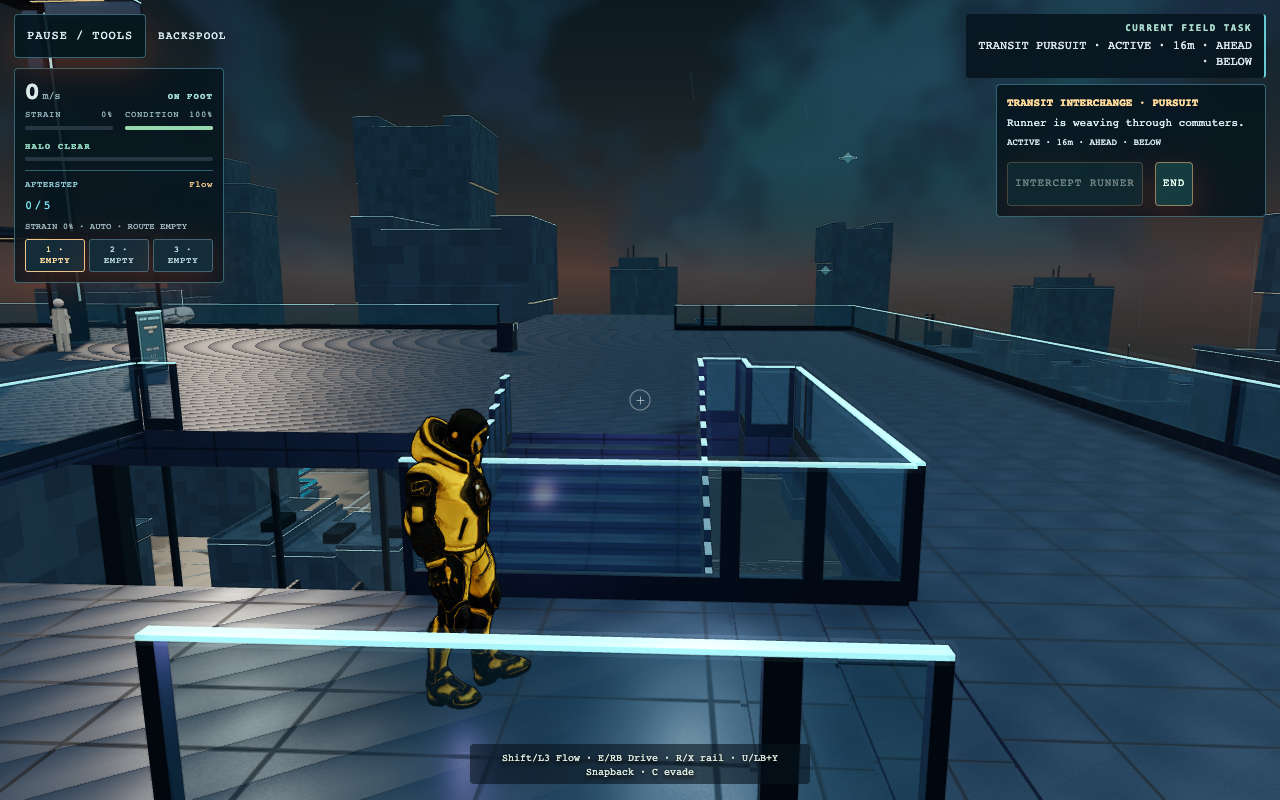 PAUSE / TOOLS
BACKSPOOL
0 m/s
ON FOOT
STRAIN 0%
CONDITION 100%
HALO CLEAR
AFTERSTEP
Flow
0/5
STRAIN 0% · AUTO · ROUTE EMPTY
1 · EMPTY
2 · EMPTY
3 · EMPTY
CURRENT FIELD TASK
TRANSIT PURSUIT · ACTIVE · 16m · AHEAD
· BELOW
TRANSIT INTERCHANGE · PURSUIT
Runner is weaving through commuters.
ACTIVE · 16m · AHEAD · BELOW
INTERCEPT RUNNER
END
Shift/L3 Flow · E/RB Drive · R/X rail · U/LB+Y
Snapback · C evade